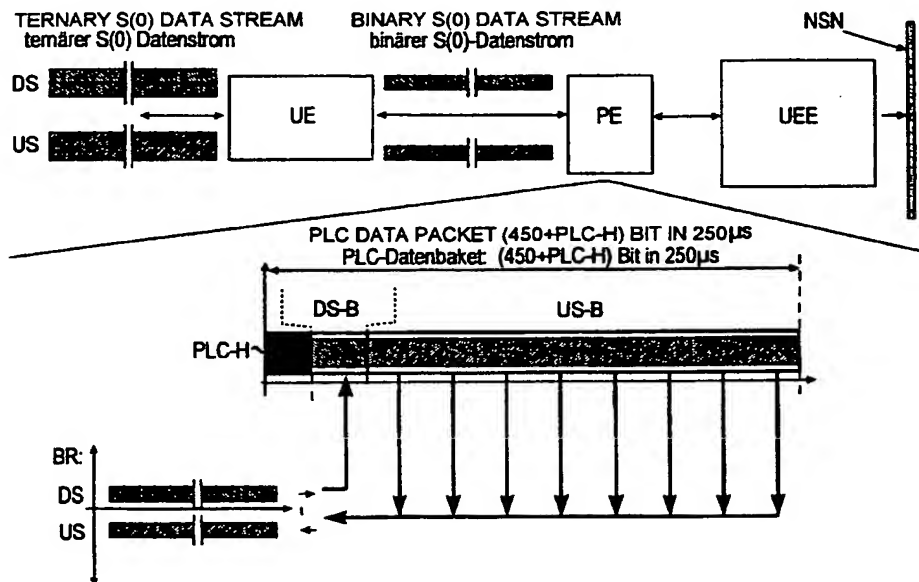 TERNARY S(0) DATA STREAM
ternärer S(0) Datenstrom
BINARY S(0) DATA STREAM
binärer S(0)-Datenstrom
NSN
DS
US
UE
PE
UEE
PLC DATA PACKET (450+PLC-H) BIT IN 250µs
PLC-Datenbaket: (450+PLC-H) Bit in 250µs
DS-B
US-B
PLC-H
BR:
DS
US
t